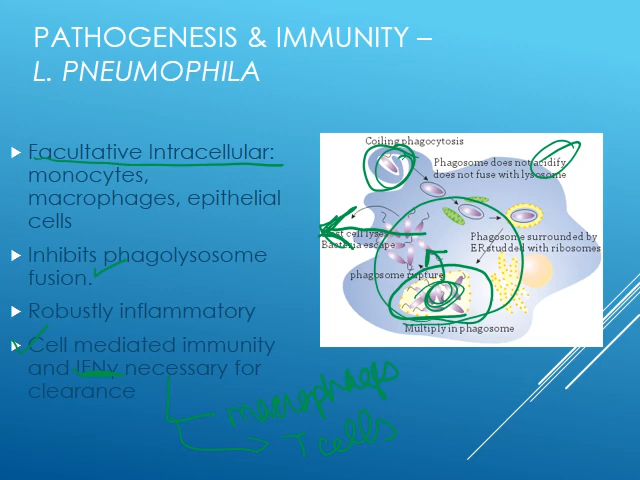 PATHOGENESIS & IMMUNITY –
L. PNEUMOPHILA
Facultative Intracellular:
monocytes,
macrophages, epithelial
cells
Inhibits phagolysosome
fusion.
Robustly inflammatory
Cell mediated immunity
and IFNγ necessary for
clearance
Coiling phagocytosis
Phagosome does not acidify
does not fuse with lysosome
Phagosome surrounded by
ER studded with ribosomes
cell lyses
Bacteria escape
phagosome rupture
Multiply in phagosome
macrophages
T cells